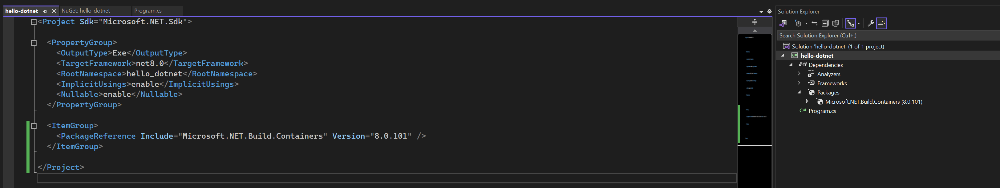 hello-dotnet
NuGet: hello-dotnet
Program.cs
<Project Sdk="Microsoft.NET.Sdk">
<PropertyGroup>
<OutputType>Exe</OutputType>
<TargetFramework>net8.0</TargetFramework>
<RootNamespace>hello_dotnet</RootNamespace>
<ImplicitUsings>enable</ImplicitUsings>
<Nullable>enable</Nullable>
</PropertyGroup>
<ItemGroup>
<PackageReference Include="Microsoft.NET.Build.Containers" Version="8.0.101" />
</ItemGroup>
</Project>
Solution Explorer
Search Solution Explorer (Ctrl+;)
Solution 'hello-dotnet' (1 of 1 project)
C# hello-dotnet
Dependencies
Analyzers
Frameworks
Packages
Microsoft.NET.Build.Containers (8.0.101)
C# Program.cs